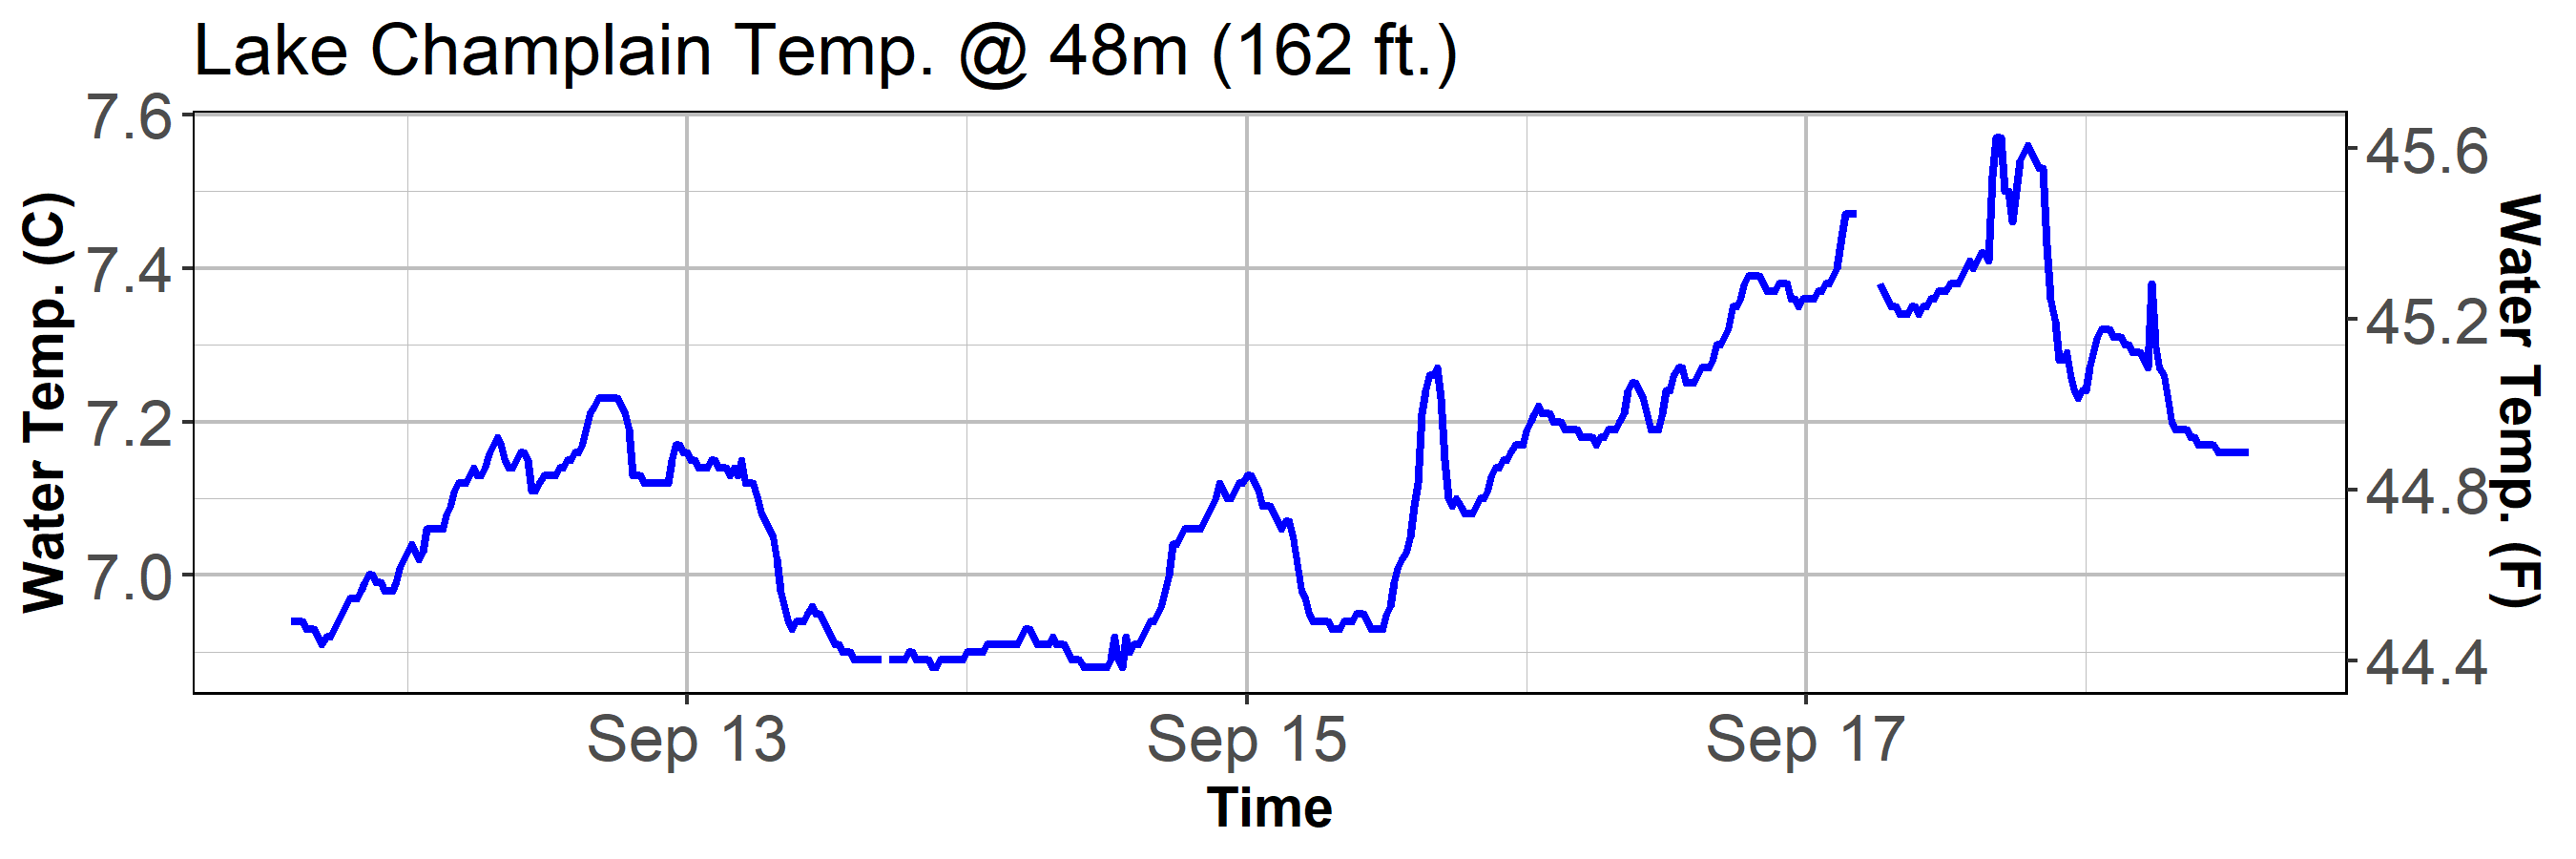 Lake Champlain Temp. @ 48m (162 ft.)
Water Temp. (C)
7.6
7.4
7.2
7.0
45.6
45.2
44.8
44.4
Water Temp. (F)
Sep 13 Sep 15 Sep 17
Time